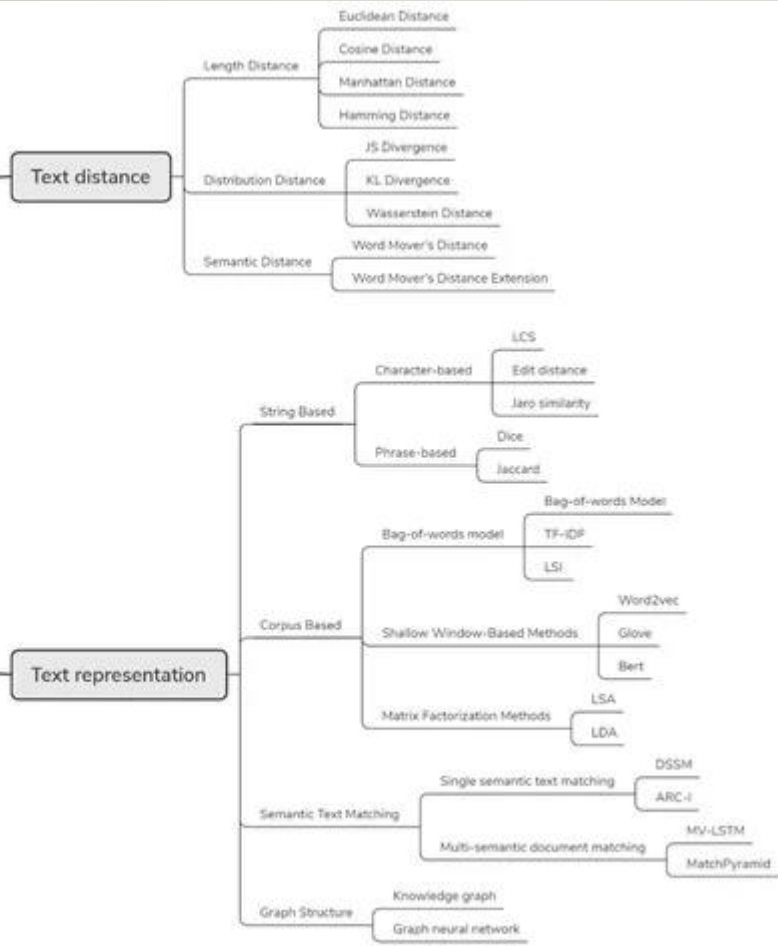 Text distance
Length Distance
Euclidean Distance
Cosine Distance
Manhattan Distance
Hamming Distance
Distribution Distance
JS Divergence
KL Divergence
Wasserstein Distance
Semantic Distance
Word Mover's Distance
Word Mover's Distance Extension
Text representation
String Based
Character-based
LCS
Edit distance
Jaro similarity
Phrase-based
Dice
Jaccard
Corpus Based
Bag-of-words model
Bag-of-words Model
TF-IDF
LSI
Shallow Window-Based Methods
Word2vec
Glove
Bert
Matrix Factorization Methods
LSA
LDA
Semantic Text Matching
Single semantic text matching
DSSM
ARC-I
Multi-semantic document matching
MV-LSTM
MatchPyramid
Graph Structure
Knowledge graph
Graph neural network